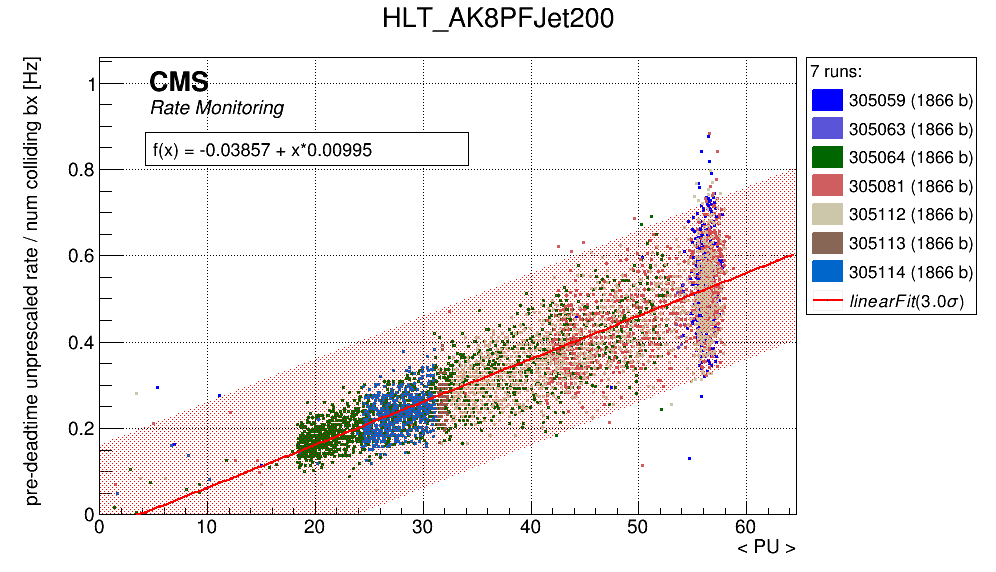 HLT_AK8PFJet200
pre-deadtime unprescaled rate / num colliding bx [Hz]
CMS
Rate Monitoring
f(x) = -0.03857 + x*0.00995
1
0.8
0.6
0.4
0.2
0
0 10 20 30 40 50 60
< PU >
7 runs:
305059 (1866 b)
305063 (1866 b)
305064 (1866 b)
305081 (1866 b)
305112 (1866 b)
305113 (1866 b)
305114 (1866 b)
linearFit(3.0σ)